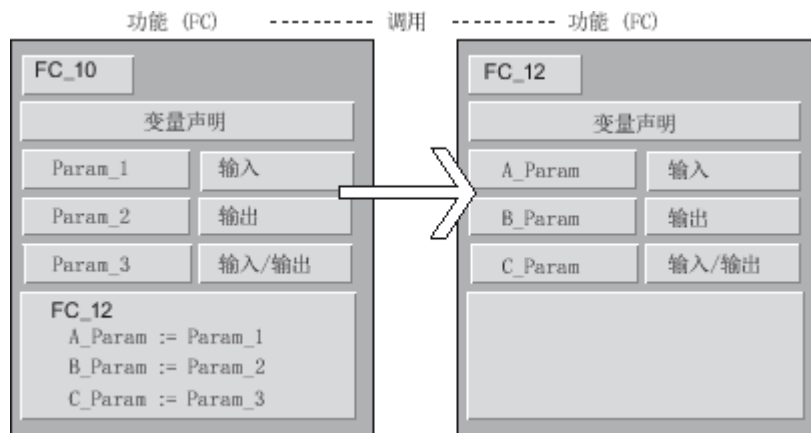 功能 (FC) ---------- 调用 ---------- 功能 (FC)
FC_10
变量声明
Param_1 输入
Param_2 输出
Param_3 输入/输出
FC_12
A_Param := Param_1
B_Param := Param_2
C_Param := Param_3
FC_12
变量声明
A_Param 输入
B_Param 输出
C_Param 输入/输出